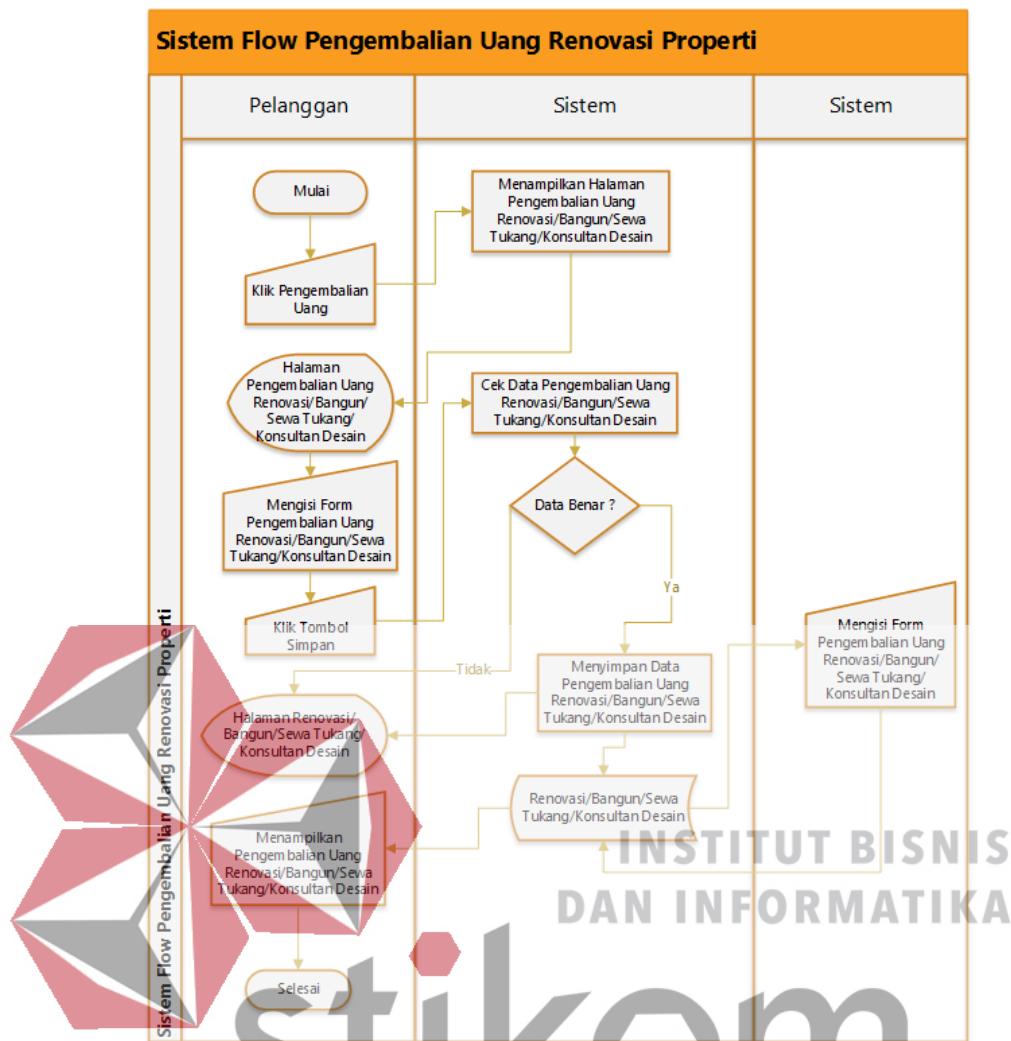 Sistem Flow Pengembalian Uang Renovasi Properti
Pelanggan
Sistem
Sistem
Sistem Flow Pengembalian Uang Renovasi Properti
Mulai
Menampilkan Halaman
Pengembalian Uang
Renovasi/Bangun/Sewa
Tukang/Konsultan Desain
Klik Pengembalian
Uang
Halaman
Pengembalian Uang
Renovasi/Bangun/
Sewa Tukang/
Konsultan Desain
Cek Data Pengembalian Uang
Renovasi/Bangun/Sewa
Tukang/Konsultan Desain
Mengisi Form
Pengembalian Uang
Renovasi/Bangun/Sewa
Tukang/Konsultan Desain
Data Benar ?
Ya
Klik Tombol
Simpan
Tidak
Mengisi Form
Pengembalian Uang
Renovasi/Bangun/
Sewa Tukang/
Konsultan Desain
Menyimpan Data
Pengembalian Uang
Renovasi/Bangun/Sewa
Tukang/Konsultan Desain
Halaman Renovasi/
Bangun/Sewa Tukang/
Konsultan Desain
Renovasi/Bangun/Sewa
Tukang/Konsultan Desain
Menampilkan
Pengembalian Uang
Renovasi/Bangun/Sewa
Tukang/Konsultan Desain
Selesai
INSTITUT BISNIS
DAN INFORMATIKA
stikom